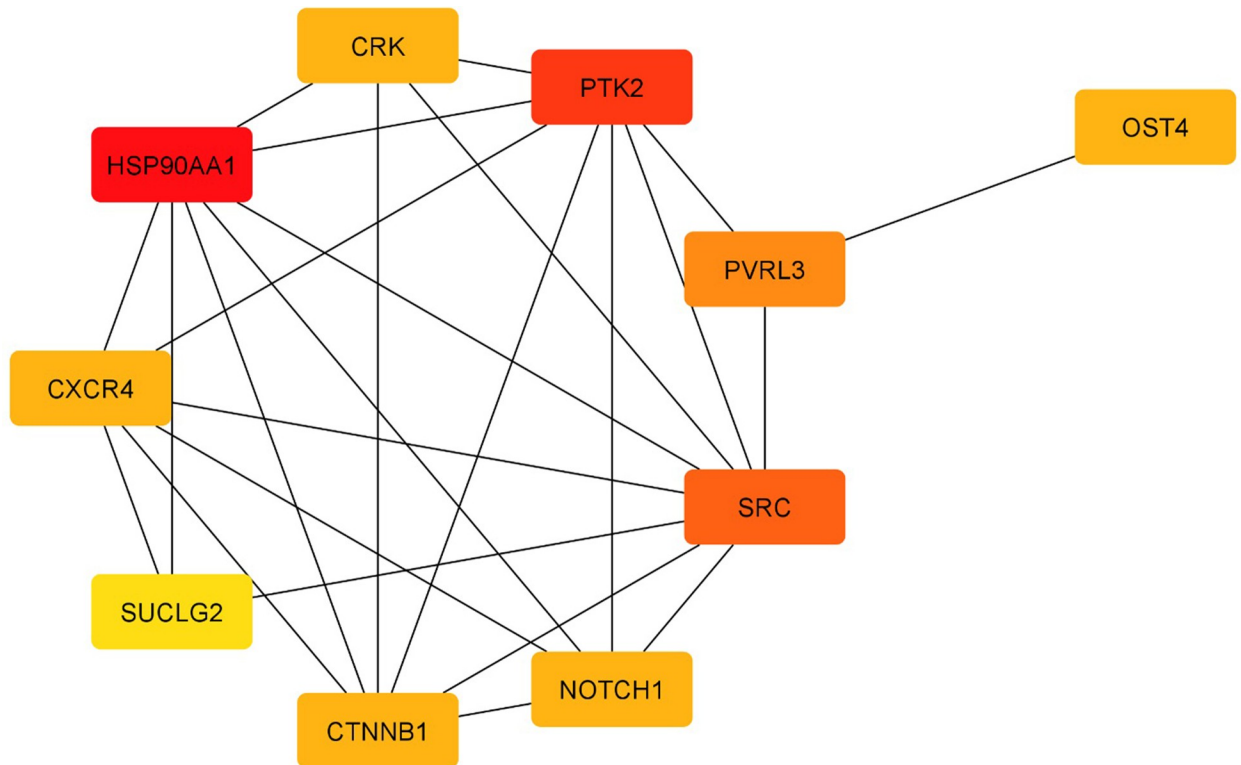 CRK
PTK2
OST4
HSP90AA1
PVRL3
CXCR4
SRC
SUCLG2
NOTCH1
CTNNB1